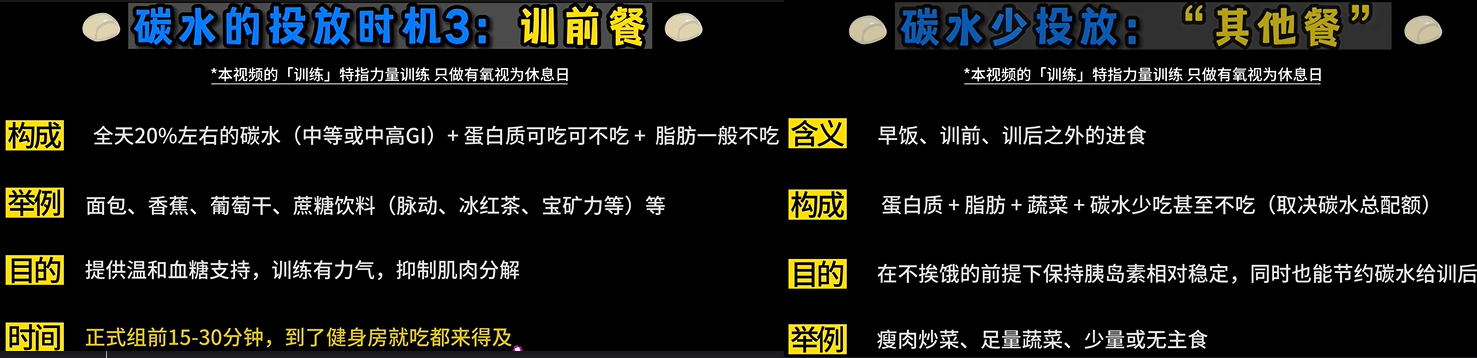 碳水的投放时机3：训前餐
*本视频的「训练」特指力量训练 只做有氧视为休息日
构成 全天20%左右的碳水（中等或中高GI）+ 蛋白质可吃可不吃 + 脂肪一般不吃
举例 面包、香蕉、葡萄干、蔗糖饮料（脉动、冰红茶、宝矿力等）等
目的 提供温和血糖支持，训练有力气，抑制肌肉分解
时间 正式组前15-30分钟，到了健身房就吃都来得及
碳水少投放：“其他餐”
*本视频的「训练」特指力量训练 只做有氧视为休息日
含义 早饭、训前、训后之外的进食
构成 蛋白质 + 脂肪 + 蔬菜 + 碳水少吃甚至不吃（取决碳水总配额）
目的 在不挨饿的前提下保持胰岛素相对稳定，同时也能节约碳水给训后
举例 瘦肉炒菜、足量蔬菜、少量或无主食